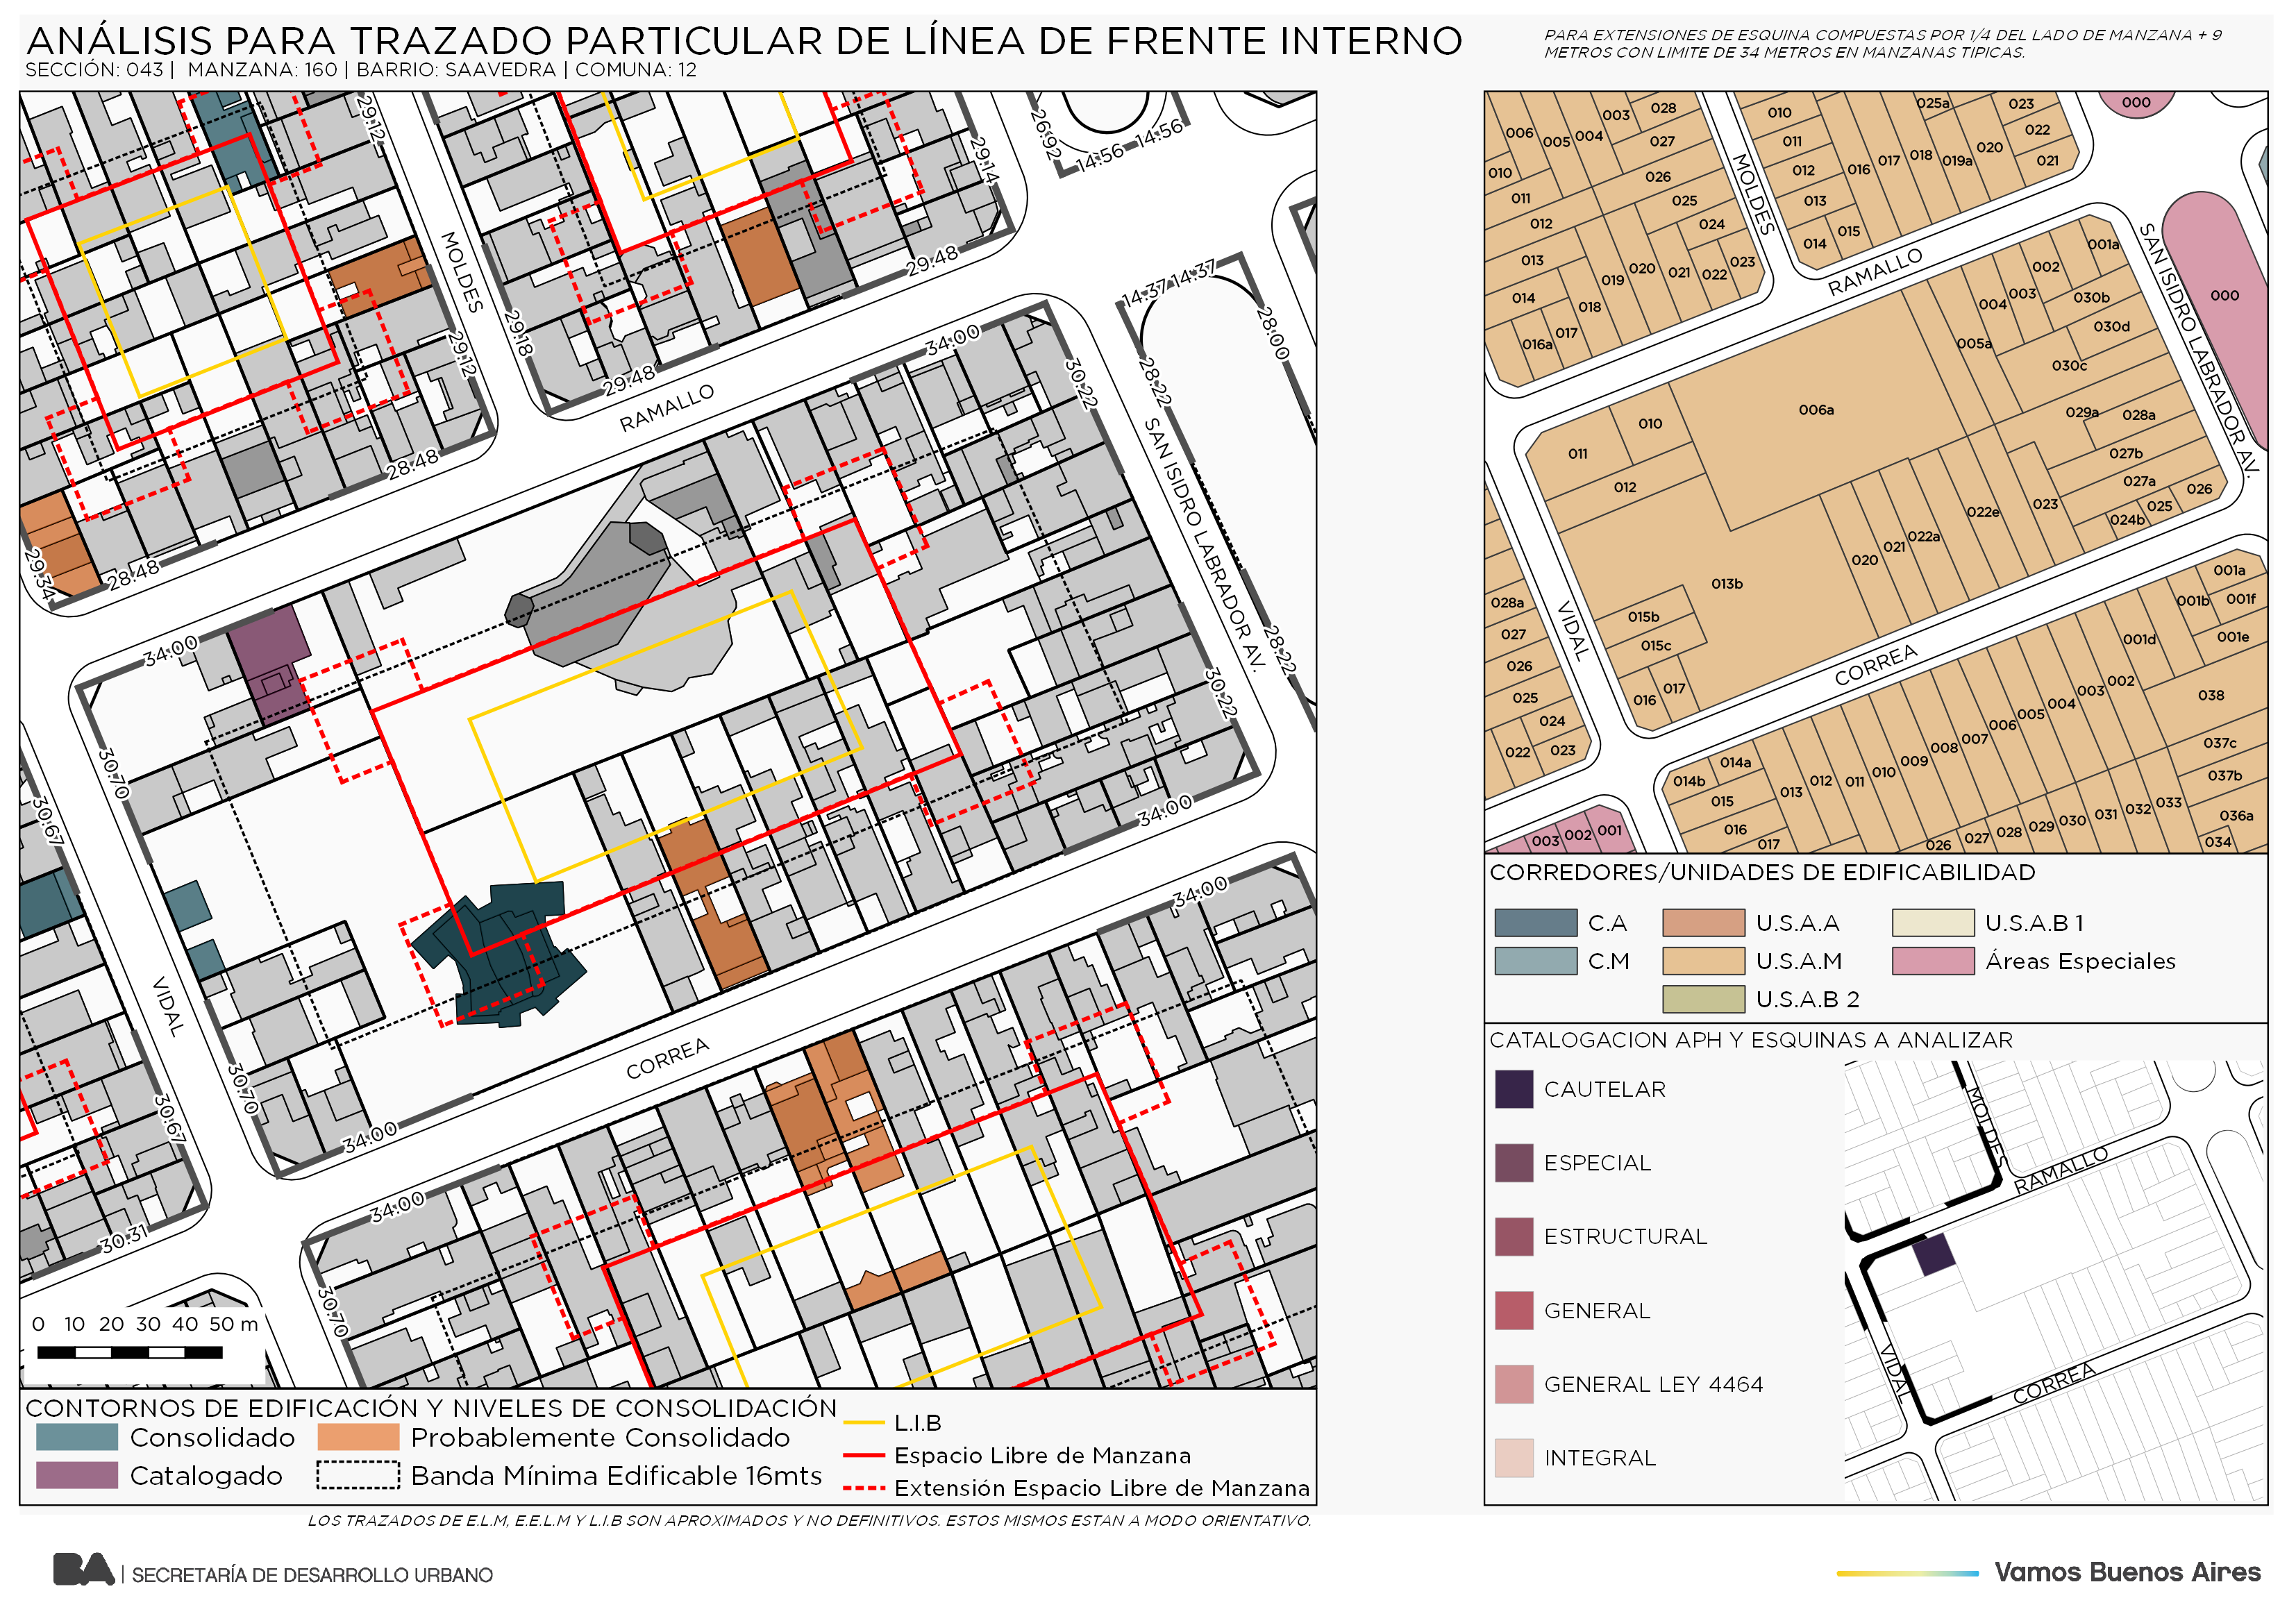 ANÁLISIS PARA TRAZADO PARTICULAR DE LÍNEA DE FRENTE INTERNO
SECCIÓN: 043 | MANZANA: 160 | BARRIO: SAAVEDRA | COMUNA: 12
PARA EXTENSIONES DE ESQUINA COMPUESTAS POR 1/4 DEL LADO DE MANZANA + 9
METROS CON LIMITE DE 34 METROS EN MANZANAS TIPICAS.
29.12
29.14
26.92
14.56
14.56
MOLDES
29.48
14.37
14.37
29.18
28.00
34.00
29.12
30.22
28.22
29.48
RAMALLO
SAN ISIDRO LABRADOR AV.
28.48
28.48
29.34
34.00
28.22
30.22
30.70
30.67
34.00
34.00
VIDAL
CORREA
30.70
30.67
34.00
34.00
30.31
30.70
0 10 20 30 40 50 m
CONTORNOS DE EDIFICACIÓN Y NIVELES DE CONSOLIDACIÓN
Consolidado
Probablemente Consolidado
Catalogado
Banda Mínima Edificable 16mts
L.I.B
Espacio Libre de Manzana
Extensión Espacio Libre de Manzana
LOS TRAZADOS DE E.L.M, E.E.L.M Y L.I.B SON APROXIMADOS Y NO DEFINITIVOS. ESTOS MISMOS ESTAN A MODO ORIENTATIVO.
006 005 004 003 028
027
010
026
011
025
012
024
013
023
014
019 020 021 022
018
017
016a
MOLDES
010
011
012
013
014 015
016 017 018 019a 020
025a
023
022
021
000
RAMALLO
SAN ISIDRO LABRADOR AV.
000
001a
002
003
004
005a
030b
030d
030c
029a
028a
027b
027a
026
025
024b
023
022e
022a
021
020
006a
010
011
012
013b
015b
015c
016
017
VIDAL
CORREA
028a
027
026
025
024
023
022
003 002 001
014b
014a
015
016
017
013 012 011 010 009 008 007 006 005 004 003 002
001d
001b
001a
001f
001e
038
037c
037b
036a
034
026 027 028 029 030 031 032 033
CORREDORES/UNIDADES DE EDIFICABILIDAD
C.A
U.S.A.A
U.S.A.B 1
C.M
U.S.A.M
Áreas Especiales
U.S.A.B 2
CATALOGACION APH Y ESQUINAS A ANALIZAR
CAUTELAR
ESPECIAL
ESTRUCTURAL
GENERAL
GENERAL LEY 4464
INTEGRAL
MOLDES
RAMALLO
VIDAL
CORREA
BA | SECRETARÍA DE DESARROLLO URBANO
Vamos Buenos Aires